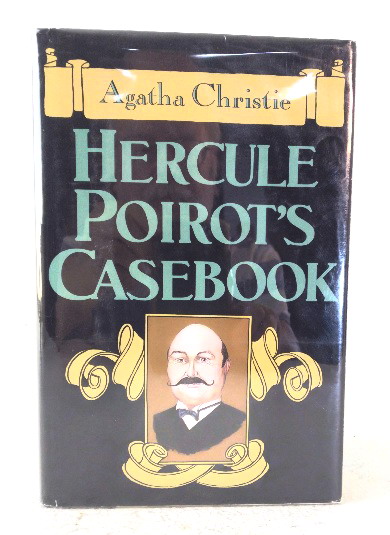 Agatha Christie
HERCULE
POIROT'S
CASEBOOK